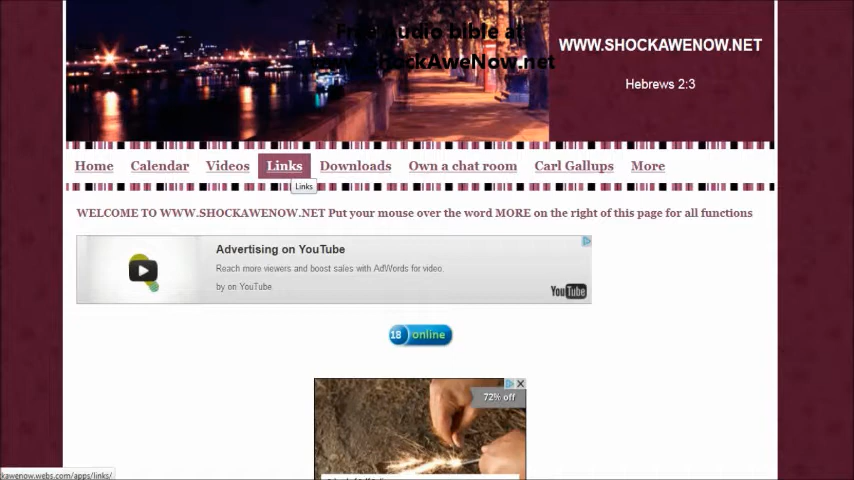 Free Audio bible at
www.ShockAweNow.net
WWW.SHOCKAWENOW.NET
Hebrews 2:3
Home Calendar Videos Links Downloads Own a chat room Carl Gallups More
Links
WELCOME TO WWW.SHOCKAWENOW.NET Put your mouse over the word MORE on the right of this page for all functions
Advertising on YouTube
Reach more viewers and boost sales with AdWords for video.
by on YouTube
YouTube
18 online
72% off
kawenow.webs.com/apps/links/